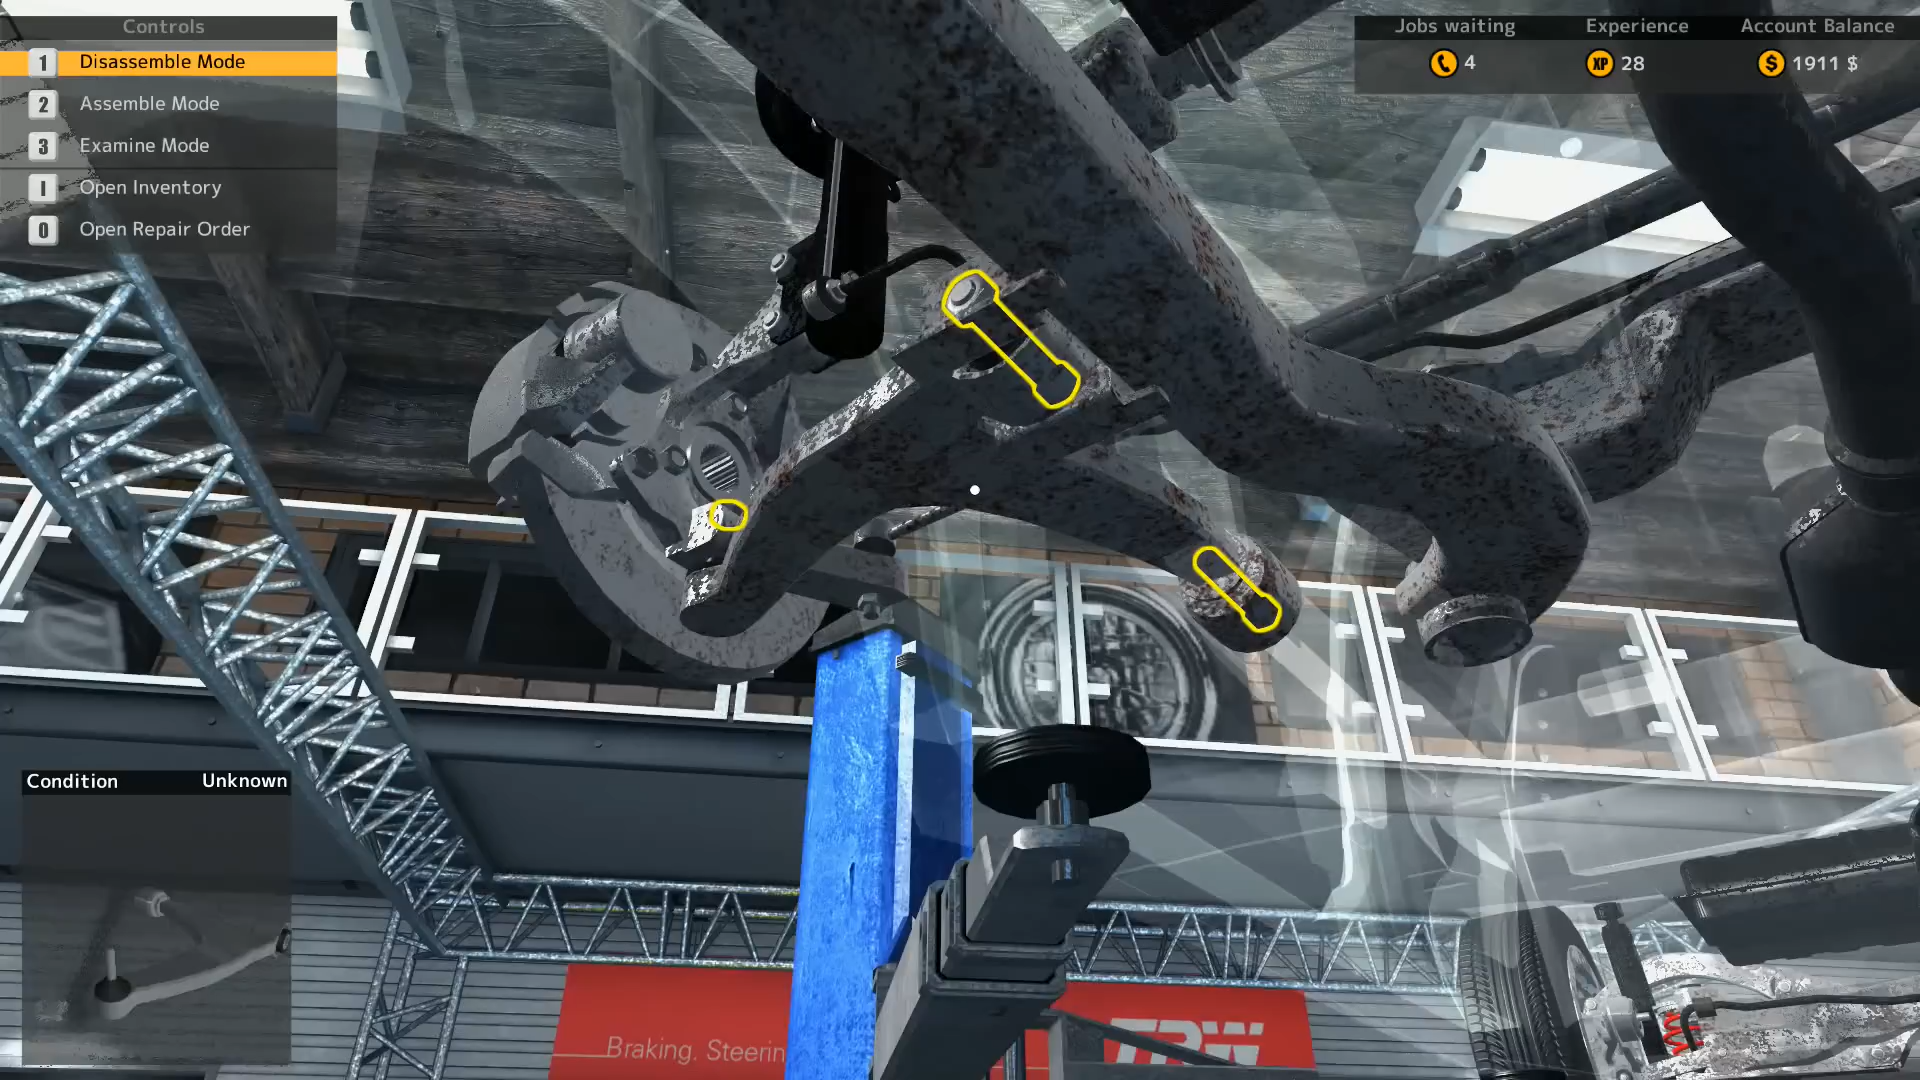 Controls
1 Disassemble Mode
2 Assemble Mode
3 Examine Mode
I Open Inventory
O Open Repair Order
Jobs waiting Experience Account Balance
4 XP 28 $ 1911 $
Condition Unknown
Braking. Steerin
TRW